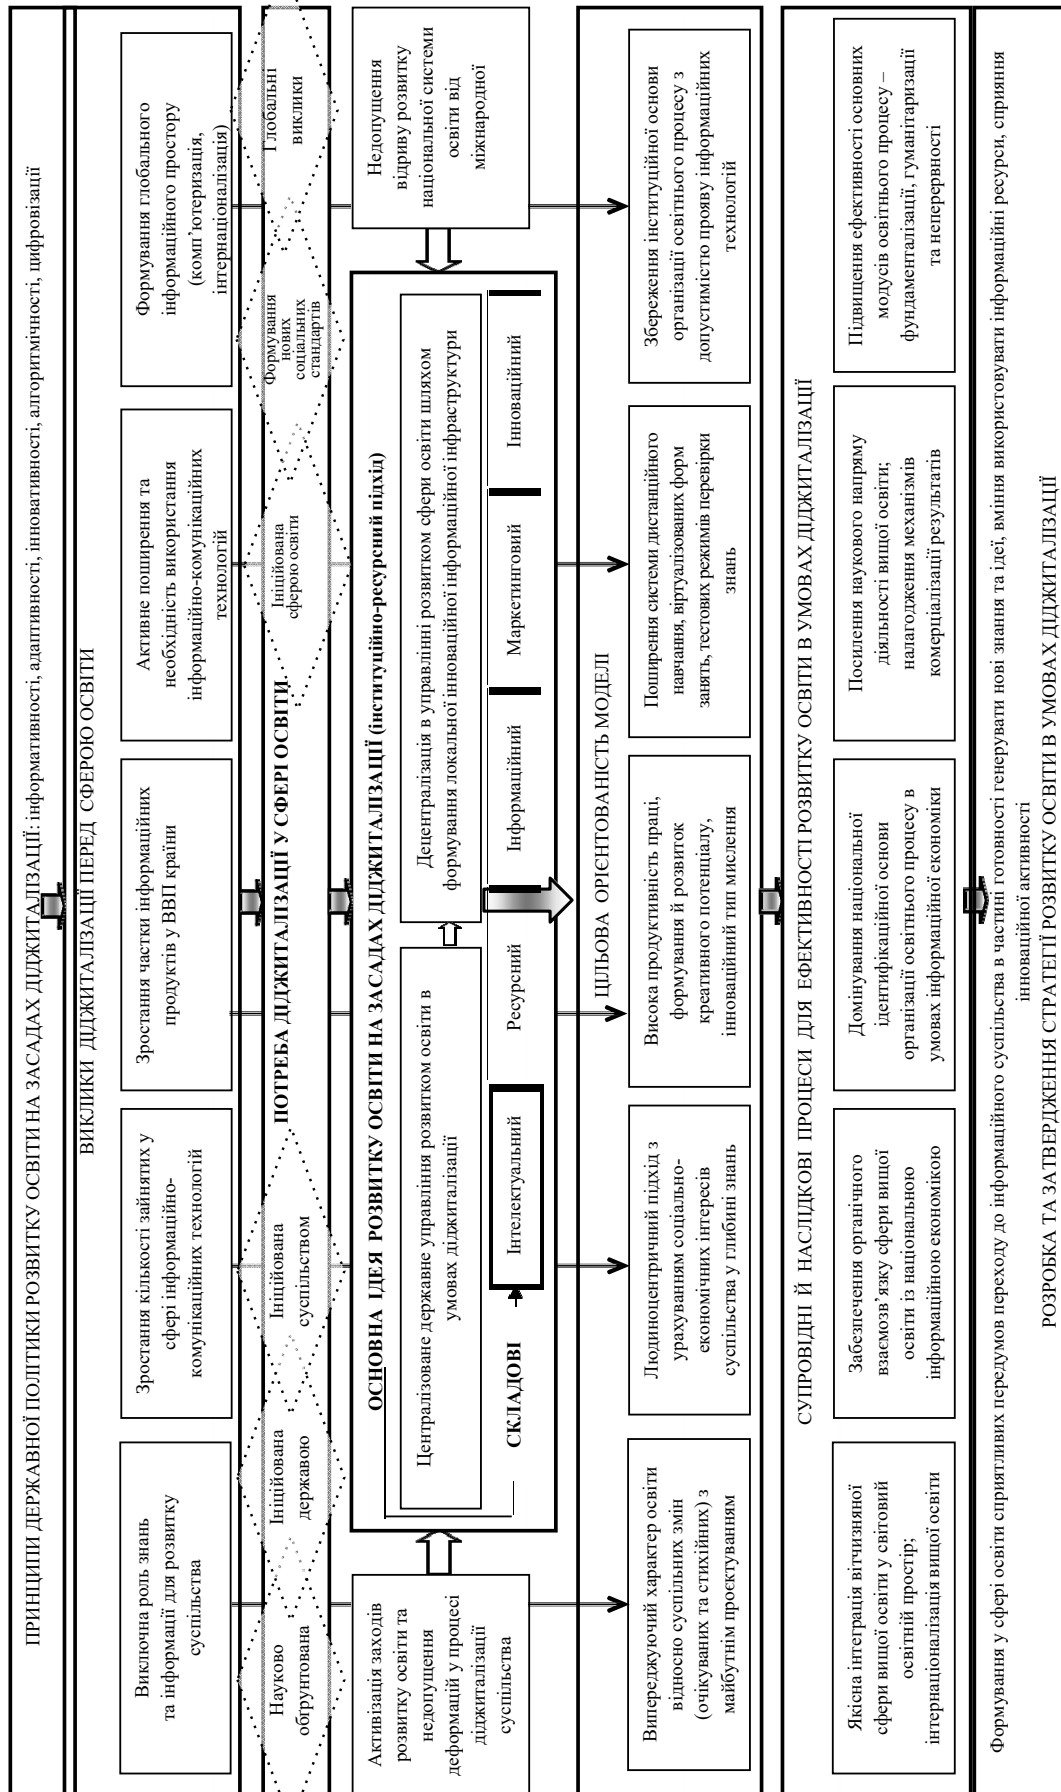 ПРИНЦИПИ ДЕРЖАВНОЇ ПОЛІТИКИ РОЗВИТКУ ОСВІТИ НА ЗАСАДАХ ДІДЖИТАЛІЗАЦІЇ: інформативності, адаптивності, інновативності, алгоритмічності, цифровізації
ВИКЛИКИ ДІДЖИТАЛІЗАЦІЇ ПЕРЕД СФЕРОЮ ОСВІТИ
Виключна роль знань
та інформації для розвитку
суспільства
Зростання кількості зайнятих у
сфері інформаційно-
комунікаційних технологій
Зростання частки інформаційних
продуктів у ВВП країни
Активне поширення та
необхідність використання
інформаційно-комунікаційних
технологій
Формування глобального
інформаційного простору
(комп’ютеризація,
інтернаціоналізація)
ПОТРЕБА ДІДЖИТАЛІЗАЦІЇ У СФЕРІ ОСВІТИ
Науково
обґрунтована
Ініційована
державою
Ініційована
суспільством
Ініційована
сферою освіти
Формування
нових
соціальних
стандартів
Глобальні
виклики
Активізація заходів
розвитку освіти та
недопущення
деформацій у процесі
діджиталізації
суспільства
ОСНОВНА ІДЕЯ РОЗВИТКУ ОСВІТИ НА ЗАСАДАХ ДІДЖИТАЛІЗАЦІЇ (інституційно-ресурсний підхід)
Централізоване державне управління розвитком освіти в
умовах діджиталізації
Децентралізація в управлінні розвитком сфери освіти шляхом
формування локальної інноваційної інформаційної інфраструктури
СКЛАДОВІ
Інтелектуальний
Ресурсний
Інформаційний
Маркетинговий
Інноваційний
Недопущення
відриву розвитку
національної системи
освіти від
міжнародної
ЦІЛЬОВА ОРІЄНТОВАНІСТЬ МОДЕЛІ
Випереджуючий характер освіти
відносно суспільних змін
(очікуваних та стихійних) з
майбутнім проєктуванням
Людиноцентричний підхід з
урахуванням соціально-
економічних інтересів
суспільства у глибині знань
Висока продуктивність праці,
формування й розвиток
креативного потенціалу,
інноваційний тип мислення
Поширення системи дистанційного
навчання, віртуалізованих форм
занять, тестових режимів перевірки
знань
Збереження інституційної основи
організації освітнього процесу з
допустимістю прояву інформаційних
технологій
СУПРОВІДНІ Й НАСЛІДКОВІ ПРОЦЕСИ ДЛЯ ЕФЕКТИВНОСТІ РОЗВИТКУ ОСВІТИ В УМОВАХ ДІДЖИТАЛІЗАЦІЇ
Якісна інтеграція вітчизняної
сфери вищої освіти у світовий
освітній простір;
інтернаціоналізація вищої освіти
Забезпечення органічного
взаємозв’язку сфери вищої
освіти із національною
інформаційною економікою
Домінування національної
ідентифікаційної основи
організації освітнього процесу в
умовах інформаційної економіки
Посилення наукового напряму
діяльності вищої освіти;
налагодження механізмів
комерціалізації результатів
Підвищення ефективності основних
модусів освітнього процесу –
фундаменталізації, гуманітаризації
та неперервності
Формування у сфері освіти сприятливих передумов переходу до інформаційного суспільства в частині готовності генерувати нові знання та ідеї, вміння використовувати інформаційні ресурси, сприяння
інноваційної активності
РОЗРОБКА ТА ЗАТВЕРДЖЕННЯ СТРАТЕГІЇ РОЗВИТКУ ОСВІТИ В УМОВАХ ДІДЖИТАЛІЗАЦІЇ